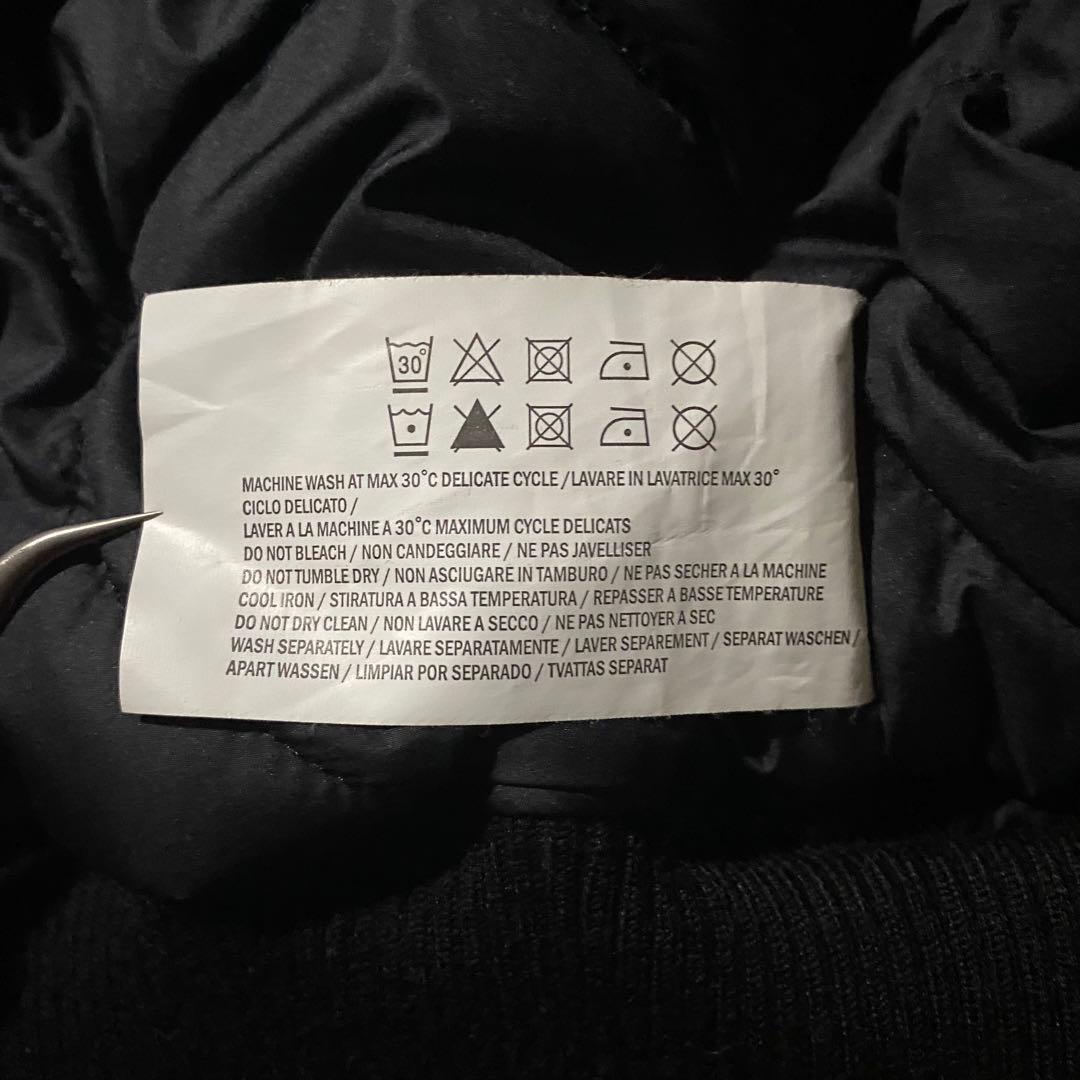 30°
MACHINE WASH AT MAX 30°C DELICATE CYCLE / LAVARE IN LAVATRICE MAX 30°
CICLO DELICATO /
LAVER A LA MACHINE A 30°C MAXIMUM CYCLE DELICATS
DO NOT BLEACH / NON CANDEGGIARE / NE PAS JAVELLISER
DO NOT TUMBLE DRY / NON ASCIUGARE IN TAMBURO / NE PAS SECHER A LA MACHINE
COOL IRON / STIRATURA A BASSA TEMPERATURA / REPASSER A BASSE TEMPERATURE
DO NOT DRY CLEAN / NON LAVARE A SECCO / NE PAS NETTOYER A SEC
WASH SEPARATELY / LAVARE SEPARATAMENTE / LAVER SEPAREMENT / SEPARAT WASCHEN /
APART WASSEN / LIMPIAR POR SEPARADO / TVATTAS SEPARAT